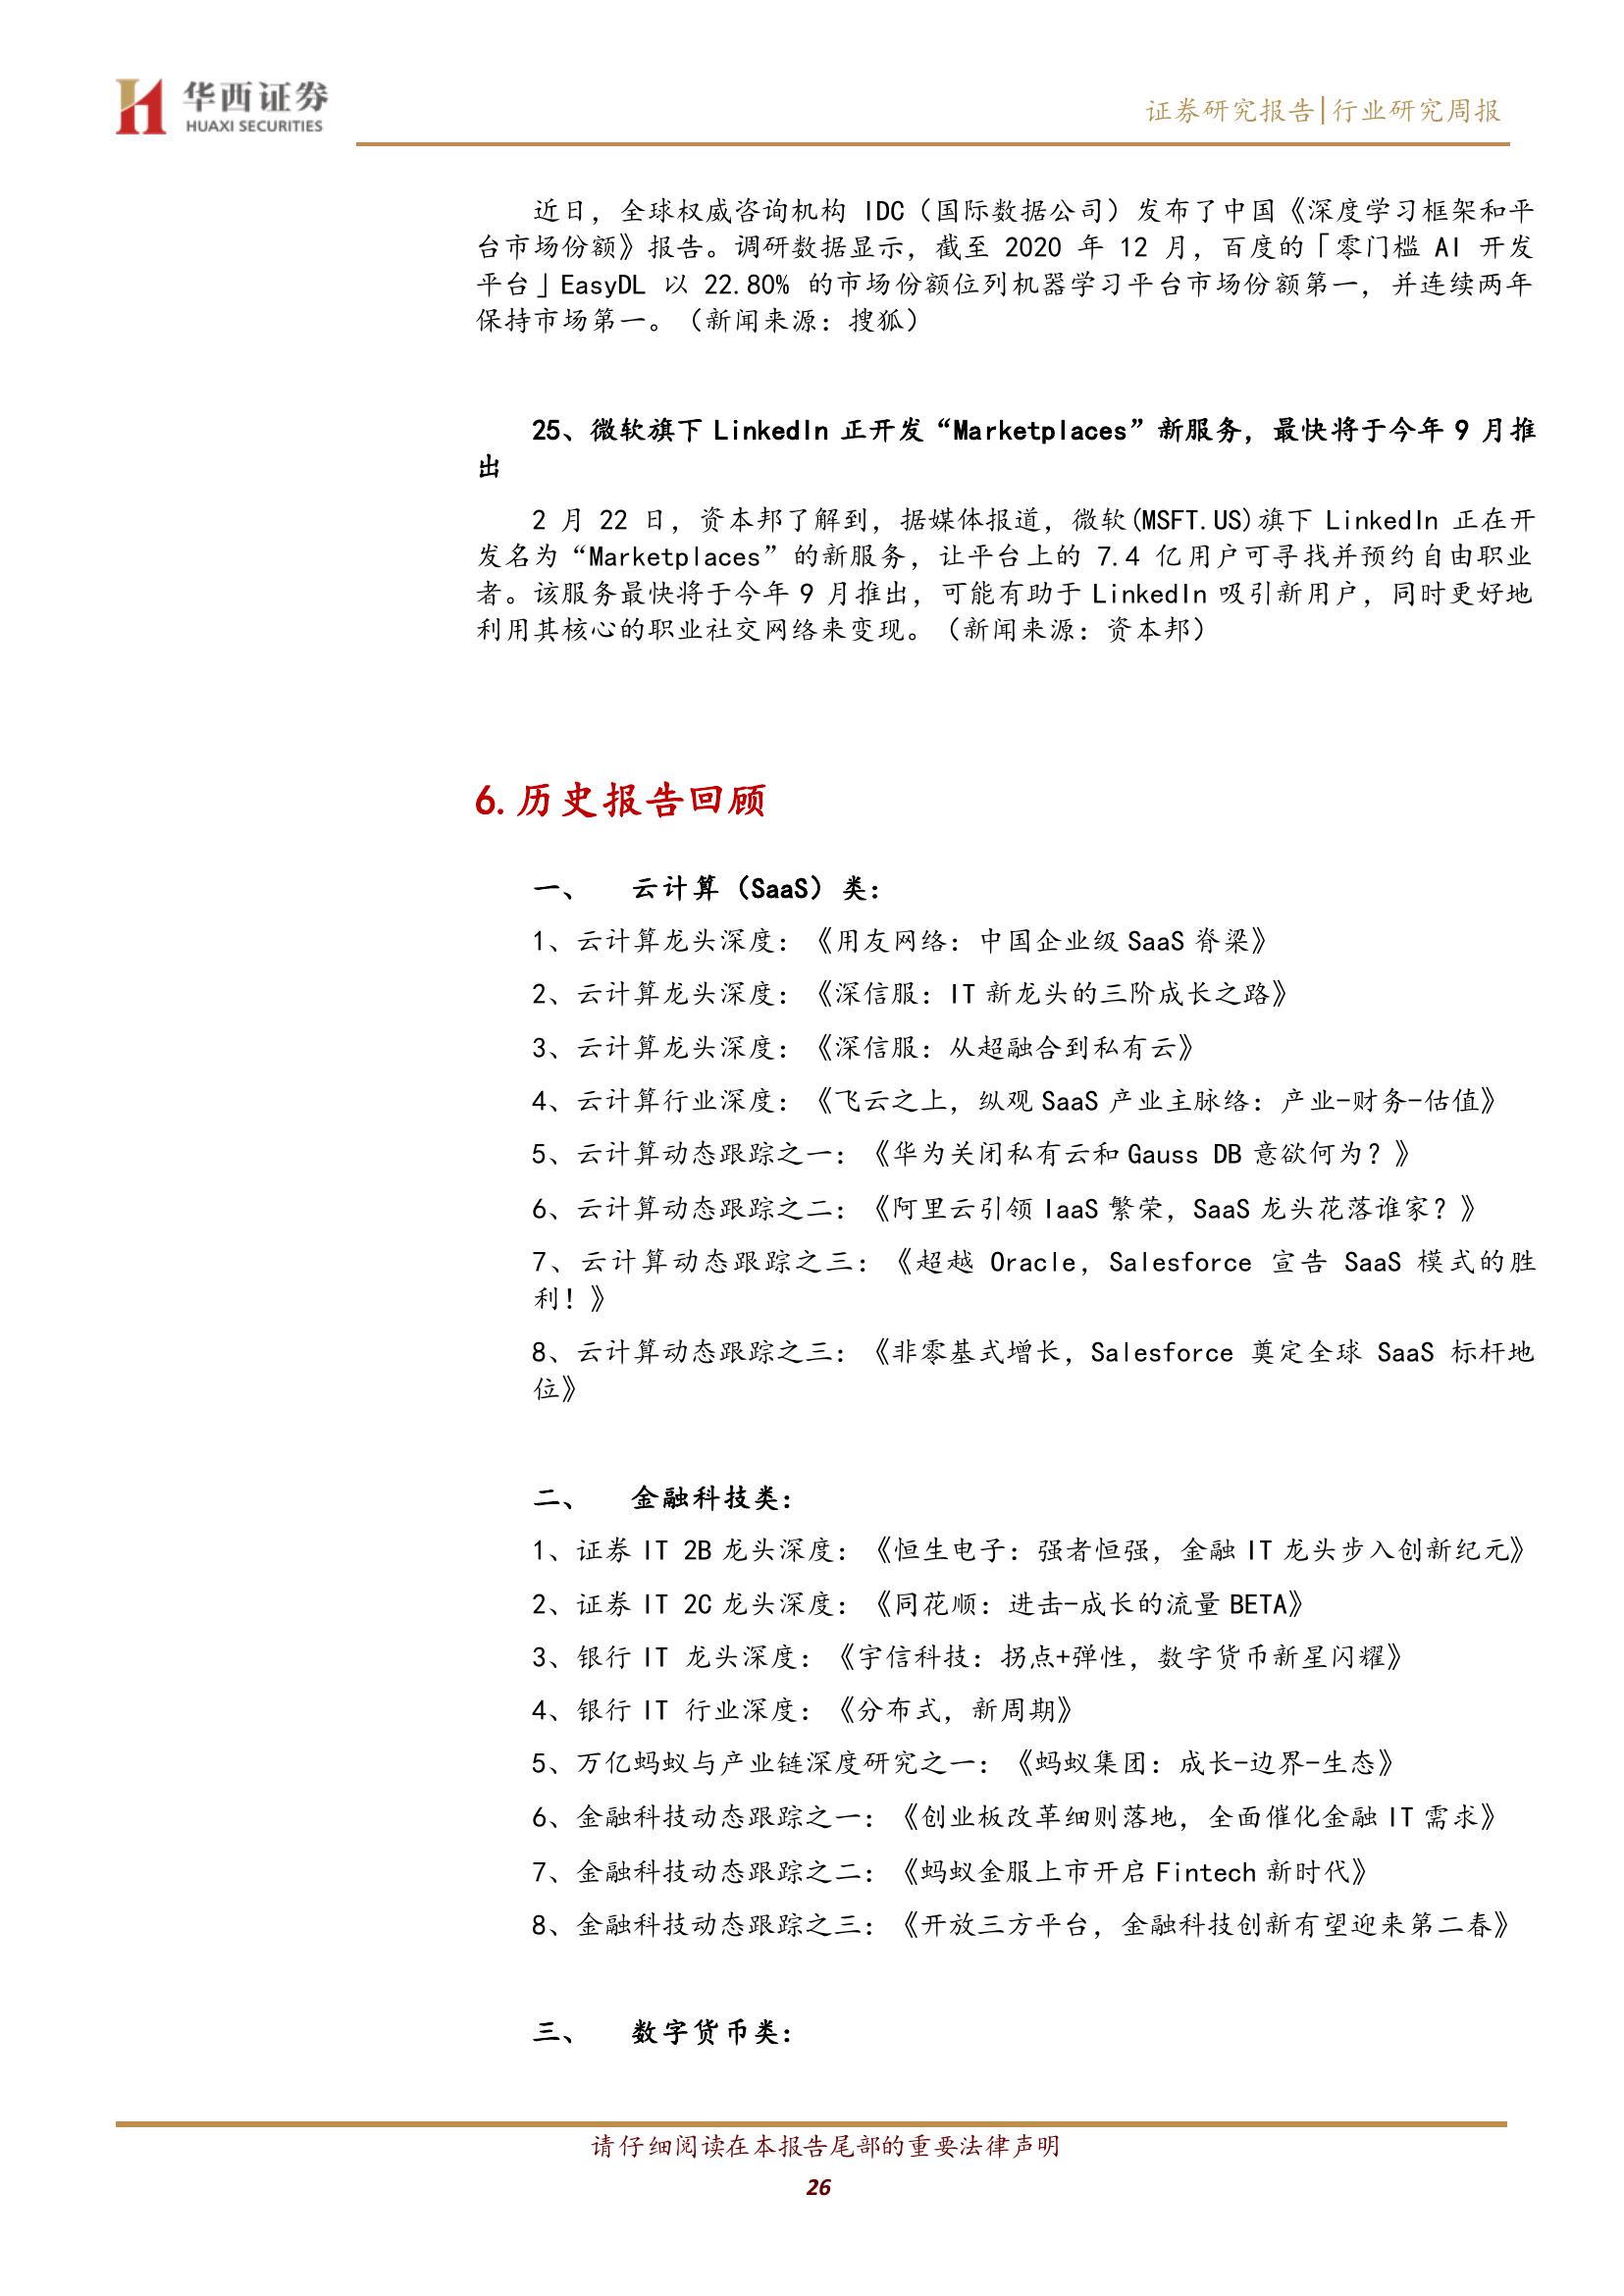 华西证券
HUAXI SECURITIES
证券研究报告|行业研究周报
近日，全球权威咨询机构 IDC（国际数据公司）发布了中国《深度学习框架和平
台市场份额》报告。调研数据显示，截至 2020 年 12 月，百度的「零门槛 AI 开发
平台」EasyDL 以 22.80% 的市场份额位列机器学习平台市场份额第一，并连续两年
保持市场第一。（新闻来源：搜狐）
25、微软旗下 LinkedIn 正开发“Marketplaces”新服务，最快将于今年 9 月推
出
2 月 22 日，资本邦了解到，据媒体报道，微软(MSFT.US)旗下 LinkedIn 正在开
发名为“Marketplaces”的新服务，让平台上的 7.4 亿用户可寻找并预约自由职业
者。该服务最快将于今年 9 月推出，可能有助于 LinkedIn 吸引新用户，同时更好地
利用其核心的职业社交网络来变现。（新闻来源：资本邦）
6.历史报告回顾
一、 云计算（SaaS）类：
1、云计算龙头深度：《用友网络：中国企业级 SaaS 脊梁》
2、云计算龙头深度：《深信服：IT 新龙头的三阶成长之路》
3、云计算龙头深度：《深信服：从超融合到私有云》
4、云计算行业深度：《飞云之上，纵观 SaaS 产业主脉络：产业-财务-估值》
5、云计算动态跟踪之一：《华为关闭私有云和 Gauss DB 意欲何为？》
6、云计算动态跟踪之二：《阿里云引领 IaaS 繁荣，SaaS 龙头花落谁家？》
7、云计算动态跟踪之三：《超越 Oracle，Salesforce 宣告 SaaS 模式的胜
利！》
8、云计算动态跟踪之三：《非零基式增长，Salesforce 奠定全球 SaaS 标杆地
位》
二、 金融科技类：
1、证券 IT 2B 龙头深度：《恒生电子：强者恒强，金融 IT 龙头步入创新纪元》
2、证券 IT 2C 龙头深度：《同花顺：进击-成长的流量 BETA》
3、银行 IT 龙头深度：《宇信科技：拐点+弹性，数字货币新星闪耀》
4、银行 IT 行业深度：《分布式，新周期》
5、万亿蚂蚁与产业链深度研究之一：《蚂蚁集团：成长-边界-生态》
6、金融科技动态跟踪之一：《创业板改革细则落地，全面催化金融 IT 需求》
7、金融科技动态跟踪之二：《蚂蚁金服上市开启 Fintech 新时代》
8、金融科技动态跟踪之三：《开放三方平台，金融科技创新有望迎来第二春》
三、 数字货币类：
请仔细阅读在本报告尾部的重要法律声明
26